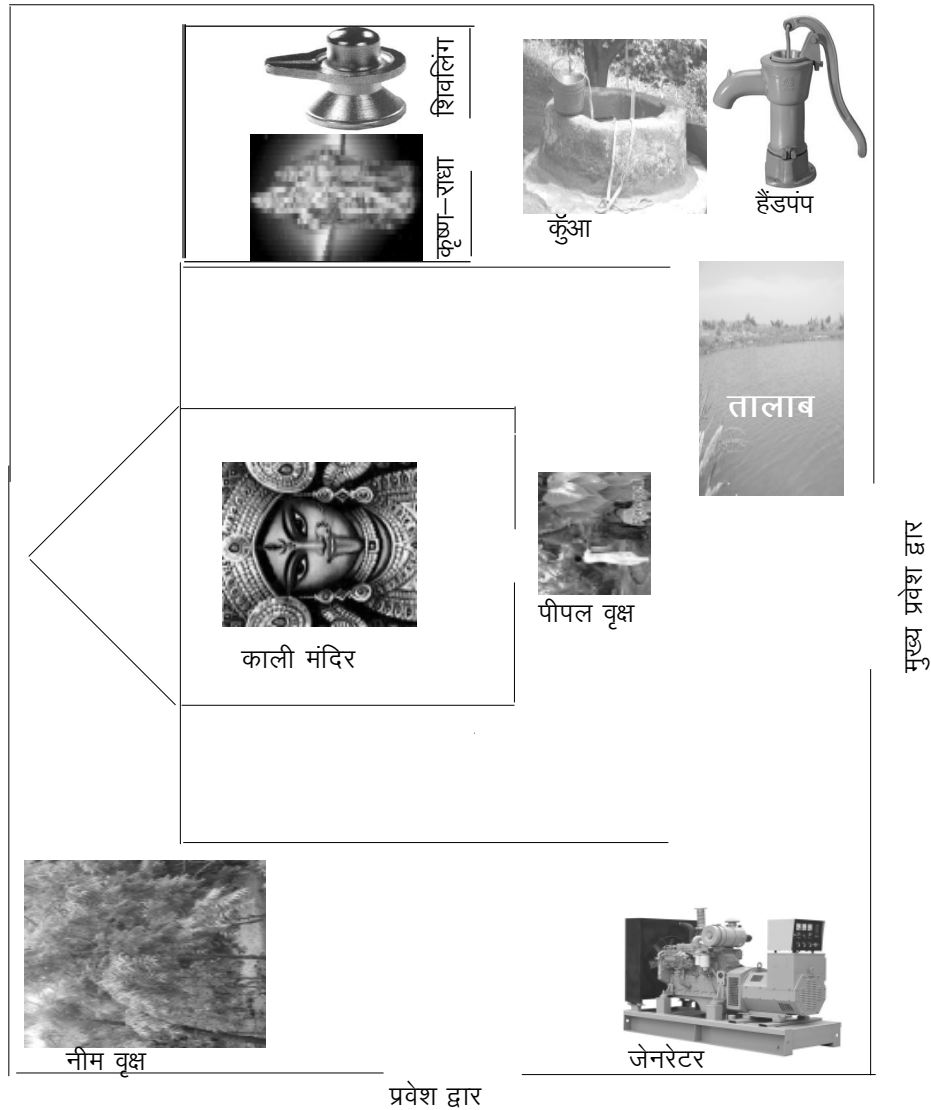 शिवलिंग
कृष्ण–राधा
कुँआ
हैंडपंप
तालाब
काली मंदिर
पीपल वृक्ष
मुख्य प्रवेश द्वार
नीम वृक्ष
जेनरेटर
प्रवेश द्वार